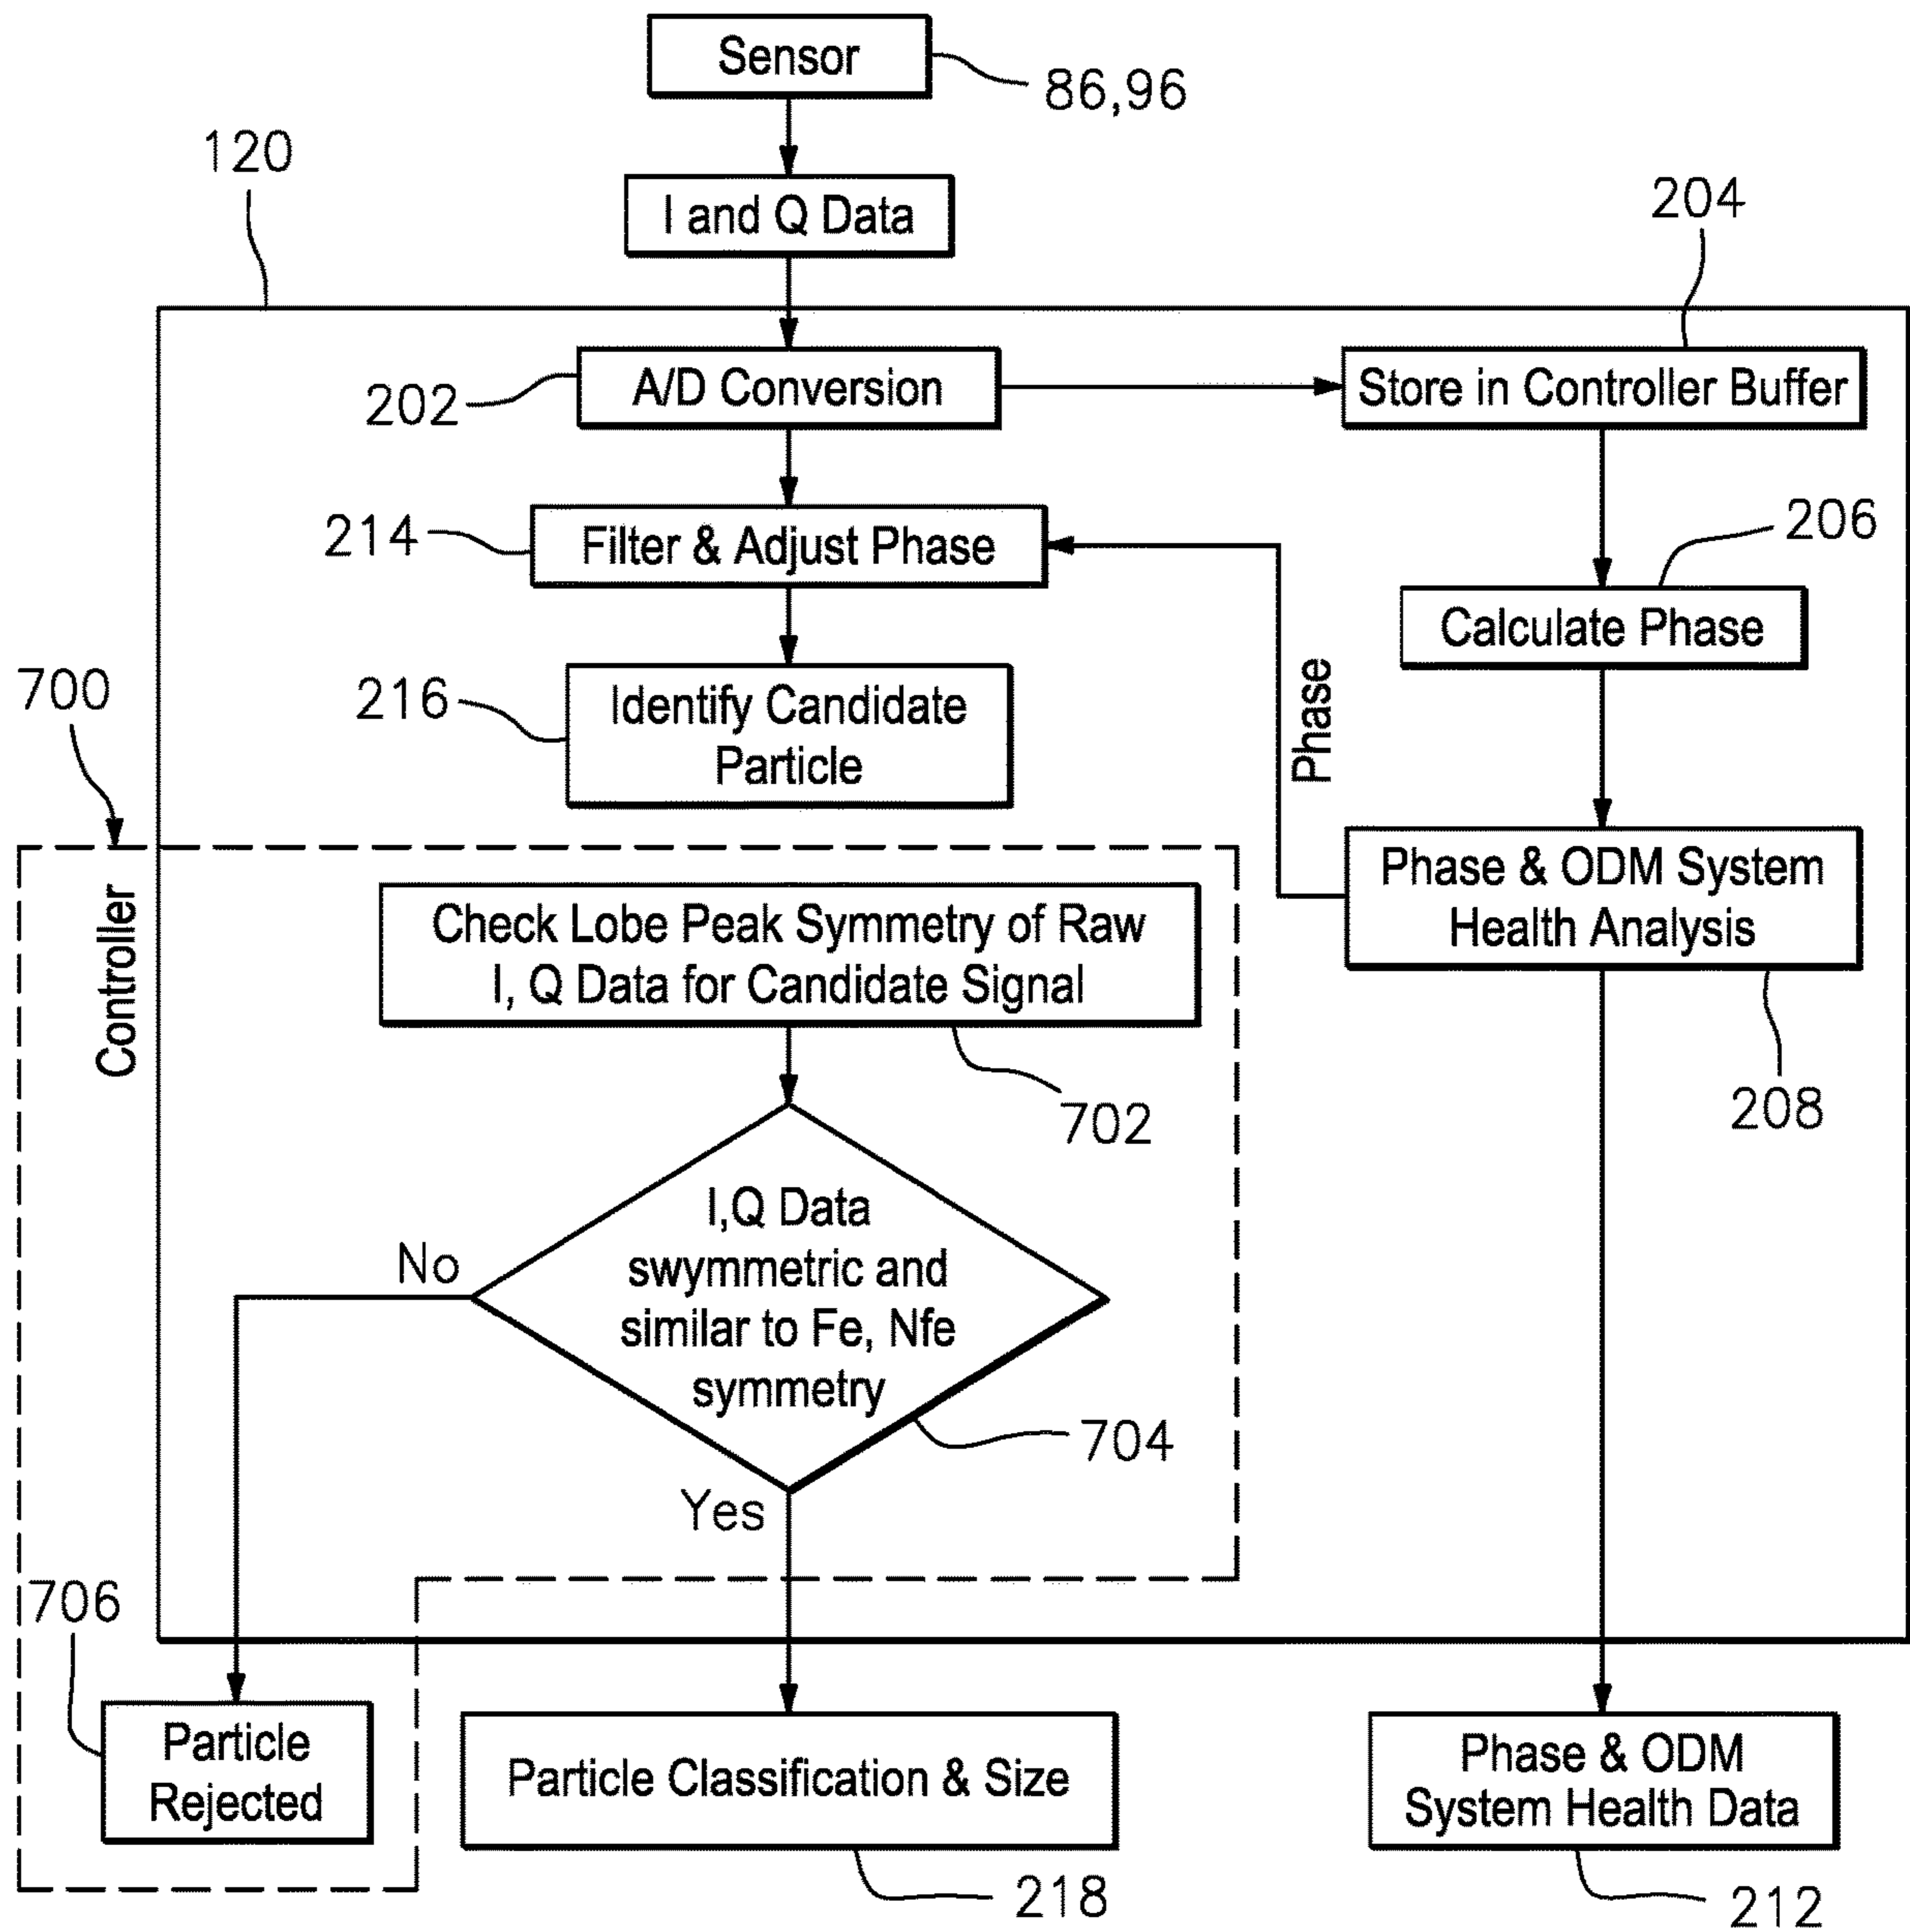 Sensor
86,96
120
I and Q Data
204
A/D Conversion
202
Store in Controller Buffer
214
Filter & Adjust Phase
206
Calculate Phase
700
216
Identify Candidate
Particle
Phase
Phase & ODM System
Health Analysis
208
Controller
Check Lobe Peak Symmetry of Raw
I, Q Data for Candidate Signal
702
I,Q Data
swymmetric and
similar to Fe, Nfe
symmetry
No
704
Yes
706
Particle
Rejected
Particle Classification & Size
218
Phase & ODM
System Health Data
212